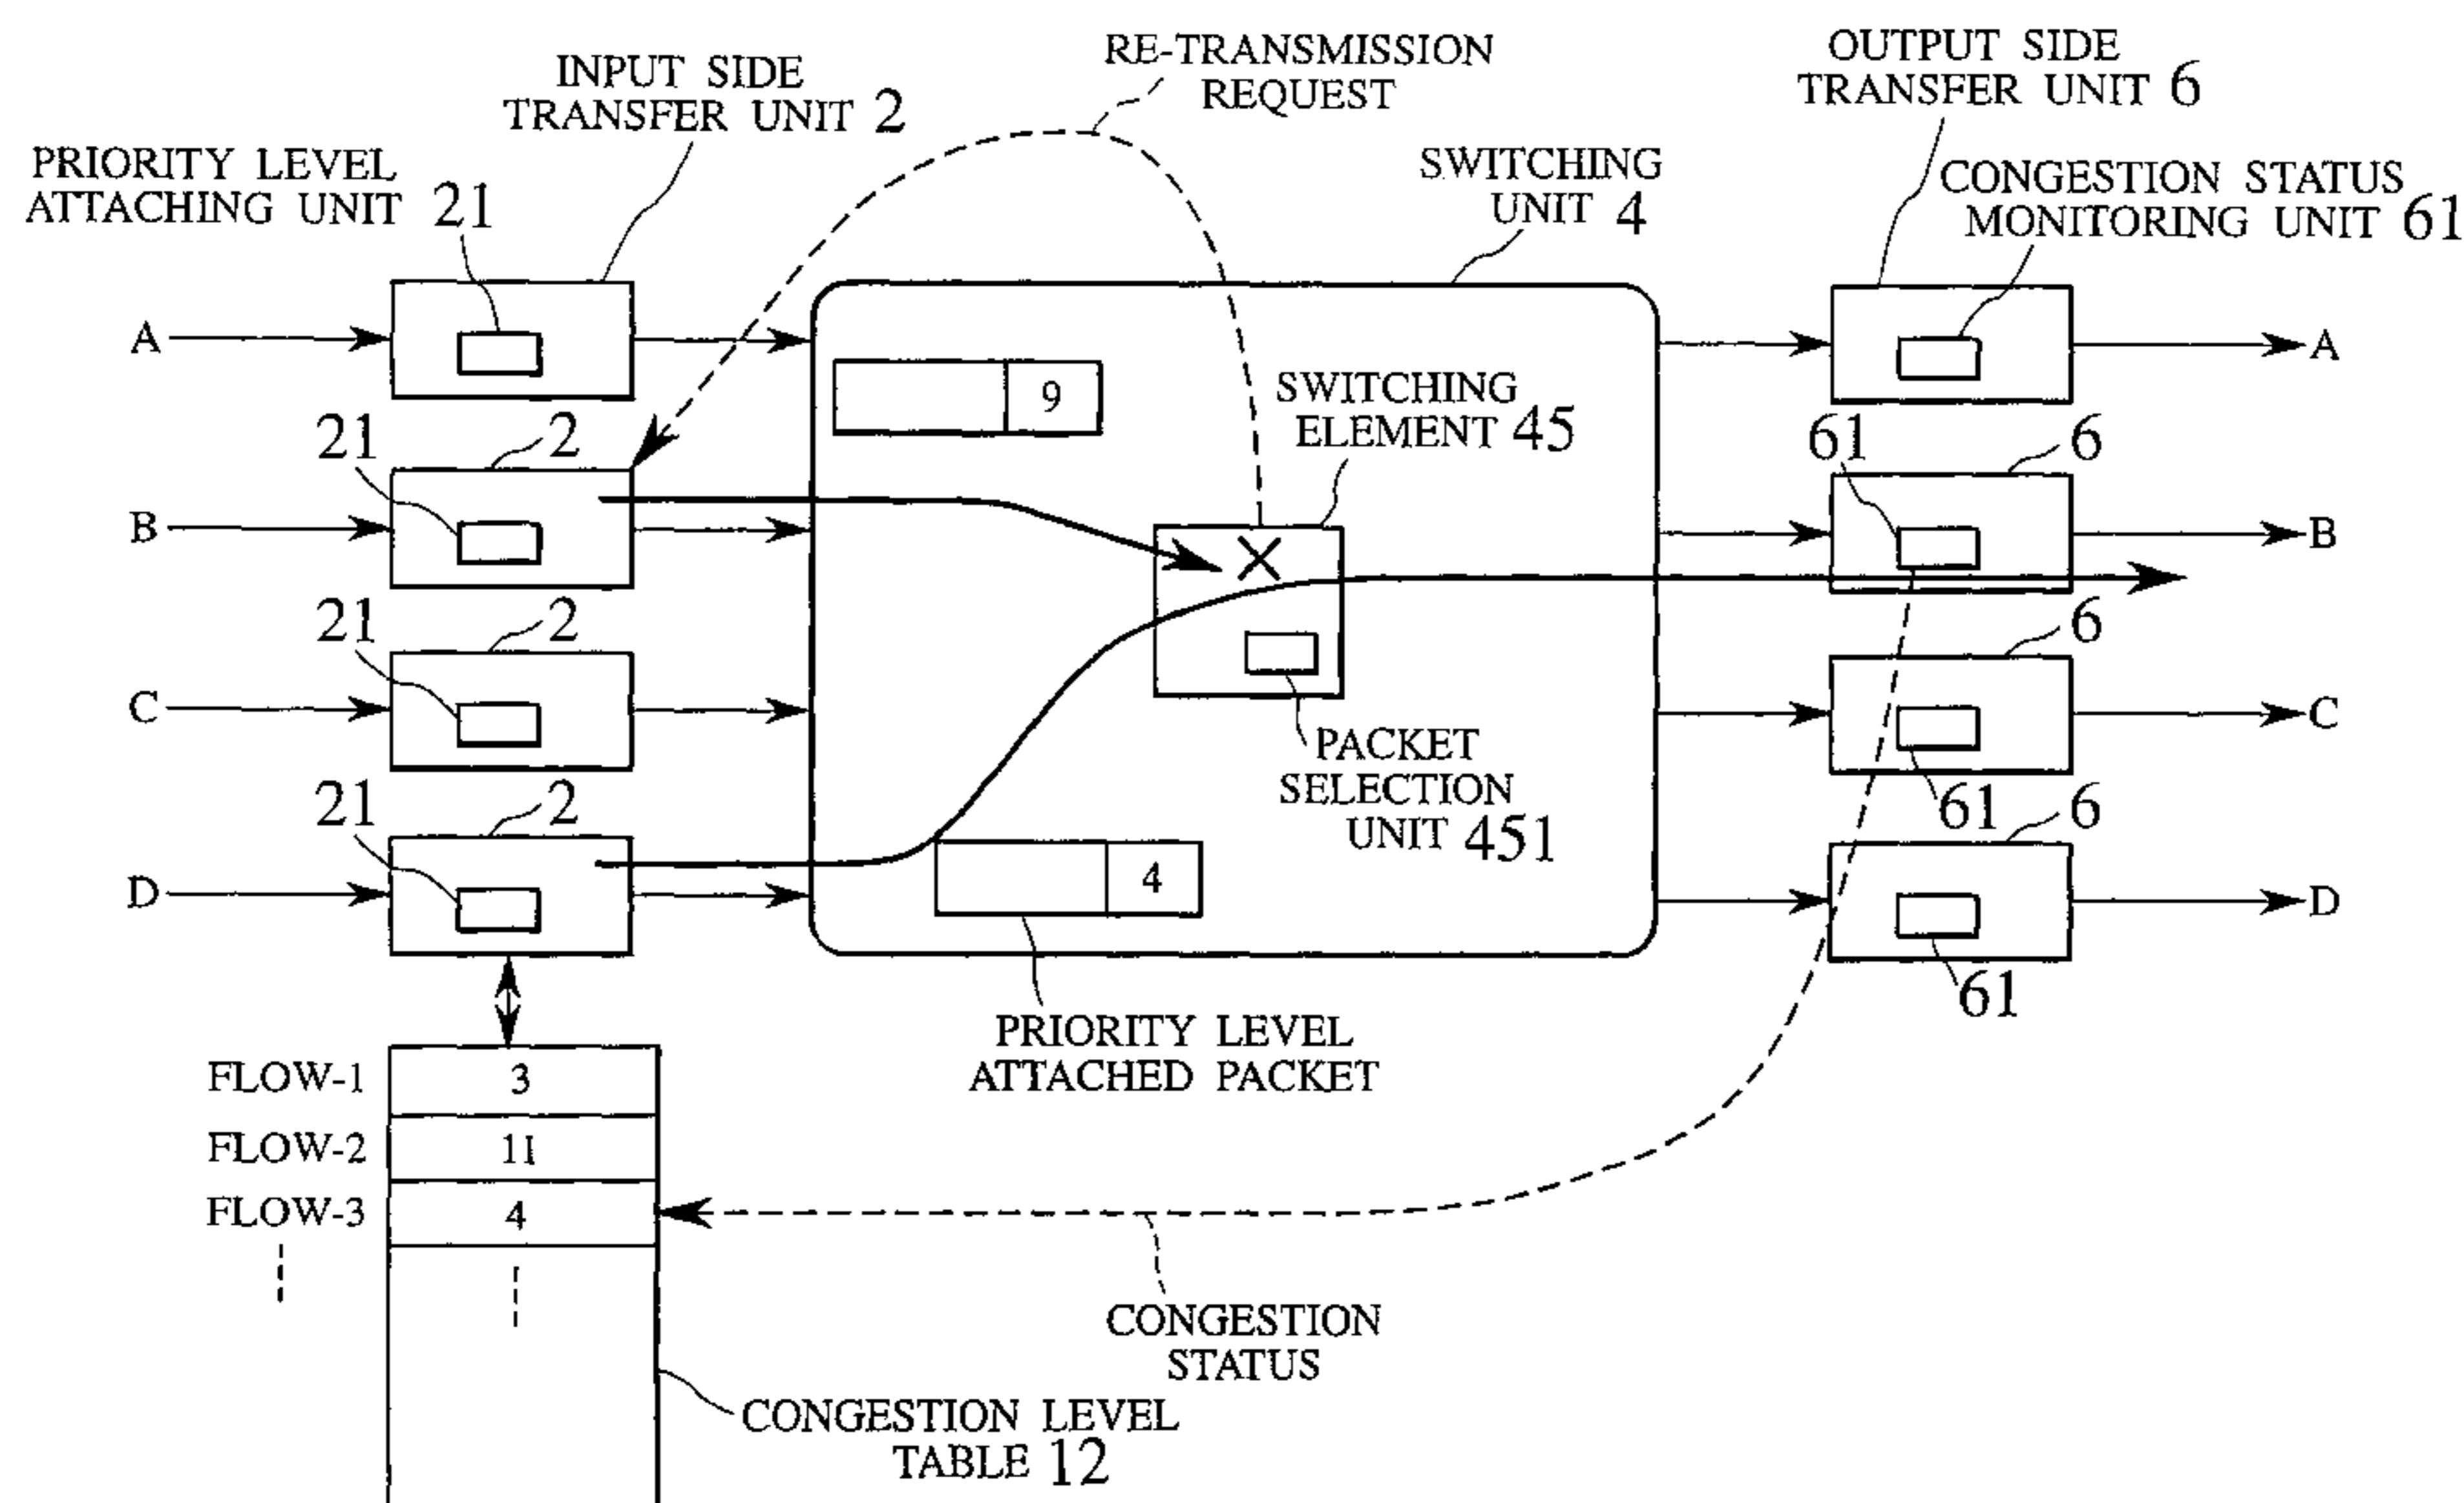 RE-TRANSMISSION
REQUEST
INPUT SIDE
TRANSFER UNIT 2
OUTPUT SIDE
TRANSFER UNIT 6
PRIORITY LEVEL
ATTACHING UNIT 21
SWITCHING
UNIT 4
CONGESTION STATUS
MONITORING UNIT 61
A
A
9
SWITCHING
ELEMENT 45
21
2
61
6
B
B
21
2
6
C
C
PACKET
SELECTION
UNIT 451
21
2
61
6
D
4
D
61
PRIORITY LEVEL
ATTACHED PACKET
FLOW-1 3
FLOW-2 11
FLOW-3 4
CONGESTION
STATUS
CONGESTION LEVEL
TABLE 12